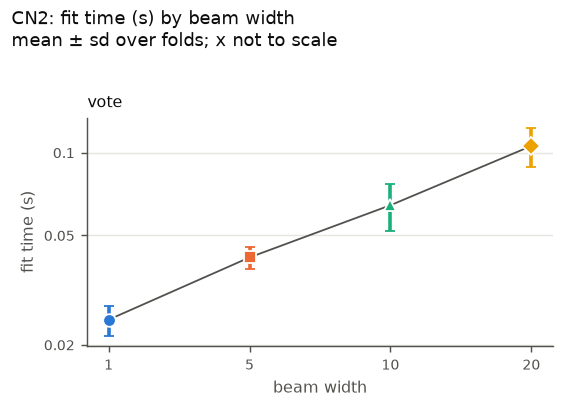 CN2: fit time (s) by beam width
mean ± sd over folds; x not to scale
vote
fit time (s)
0.1
0.05
0.02
1 5 10 20
beam width